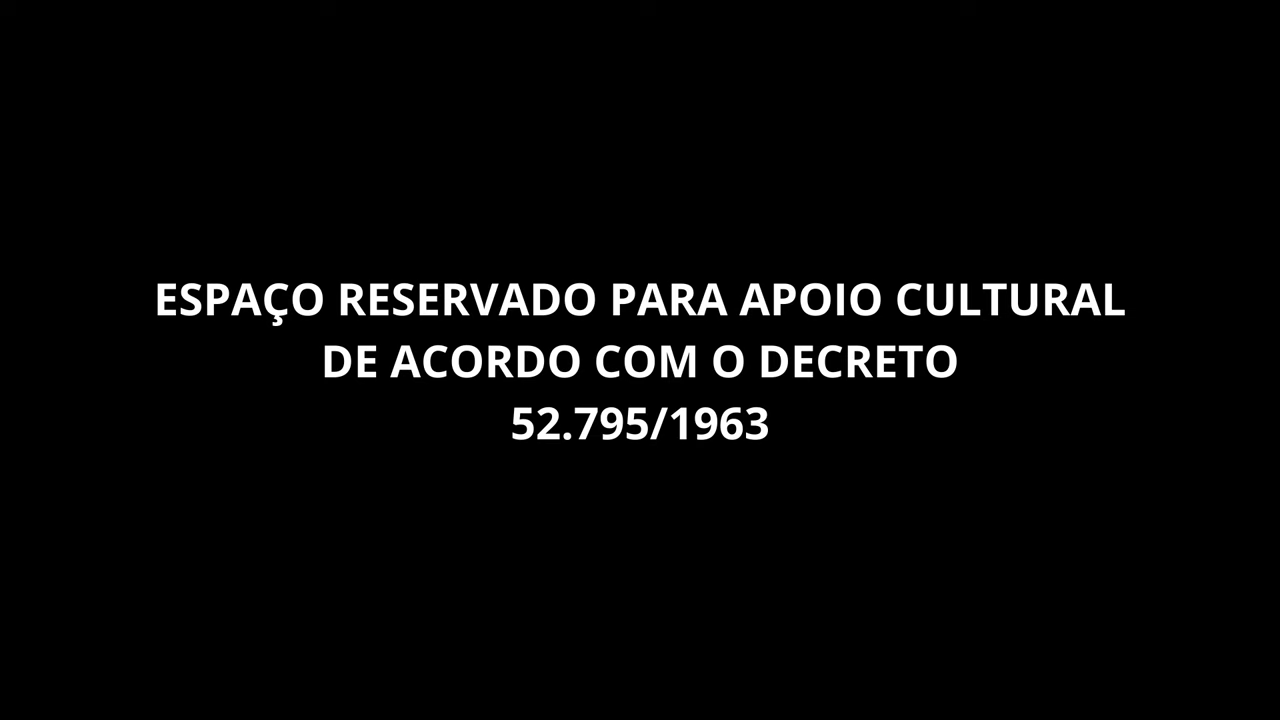 ESPAÇO RESERVADO PARA APOIO CULTURAL
DE ACORDO COM O DECRETO
52.795/1963